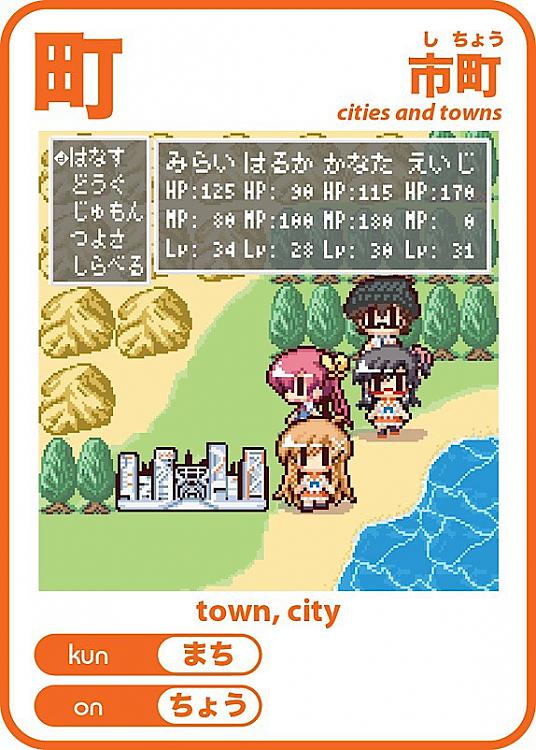 町
し ちょう
市町
cities and towns
はなす
どうぐ
じゅもん
つよさ
しらべる
みらい はるか かなた えいじ
HP:125 HP: 90 HP:115 HP:170
MP: 80 MP:100 MP:180 MP: 0
Lv: 34 Lv: 28 Lv: 30 Lv: 31
town, city
kun まち
on ちょう